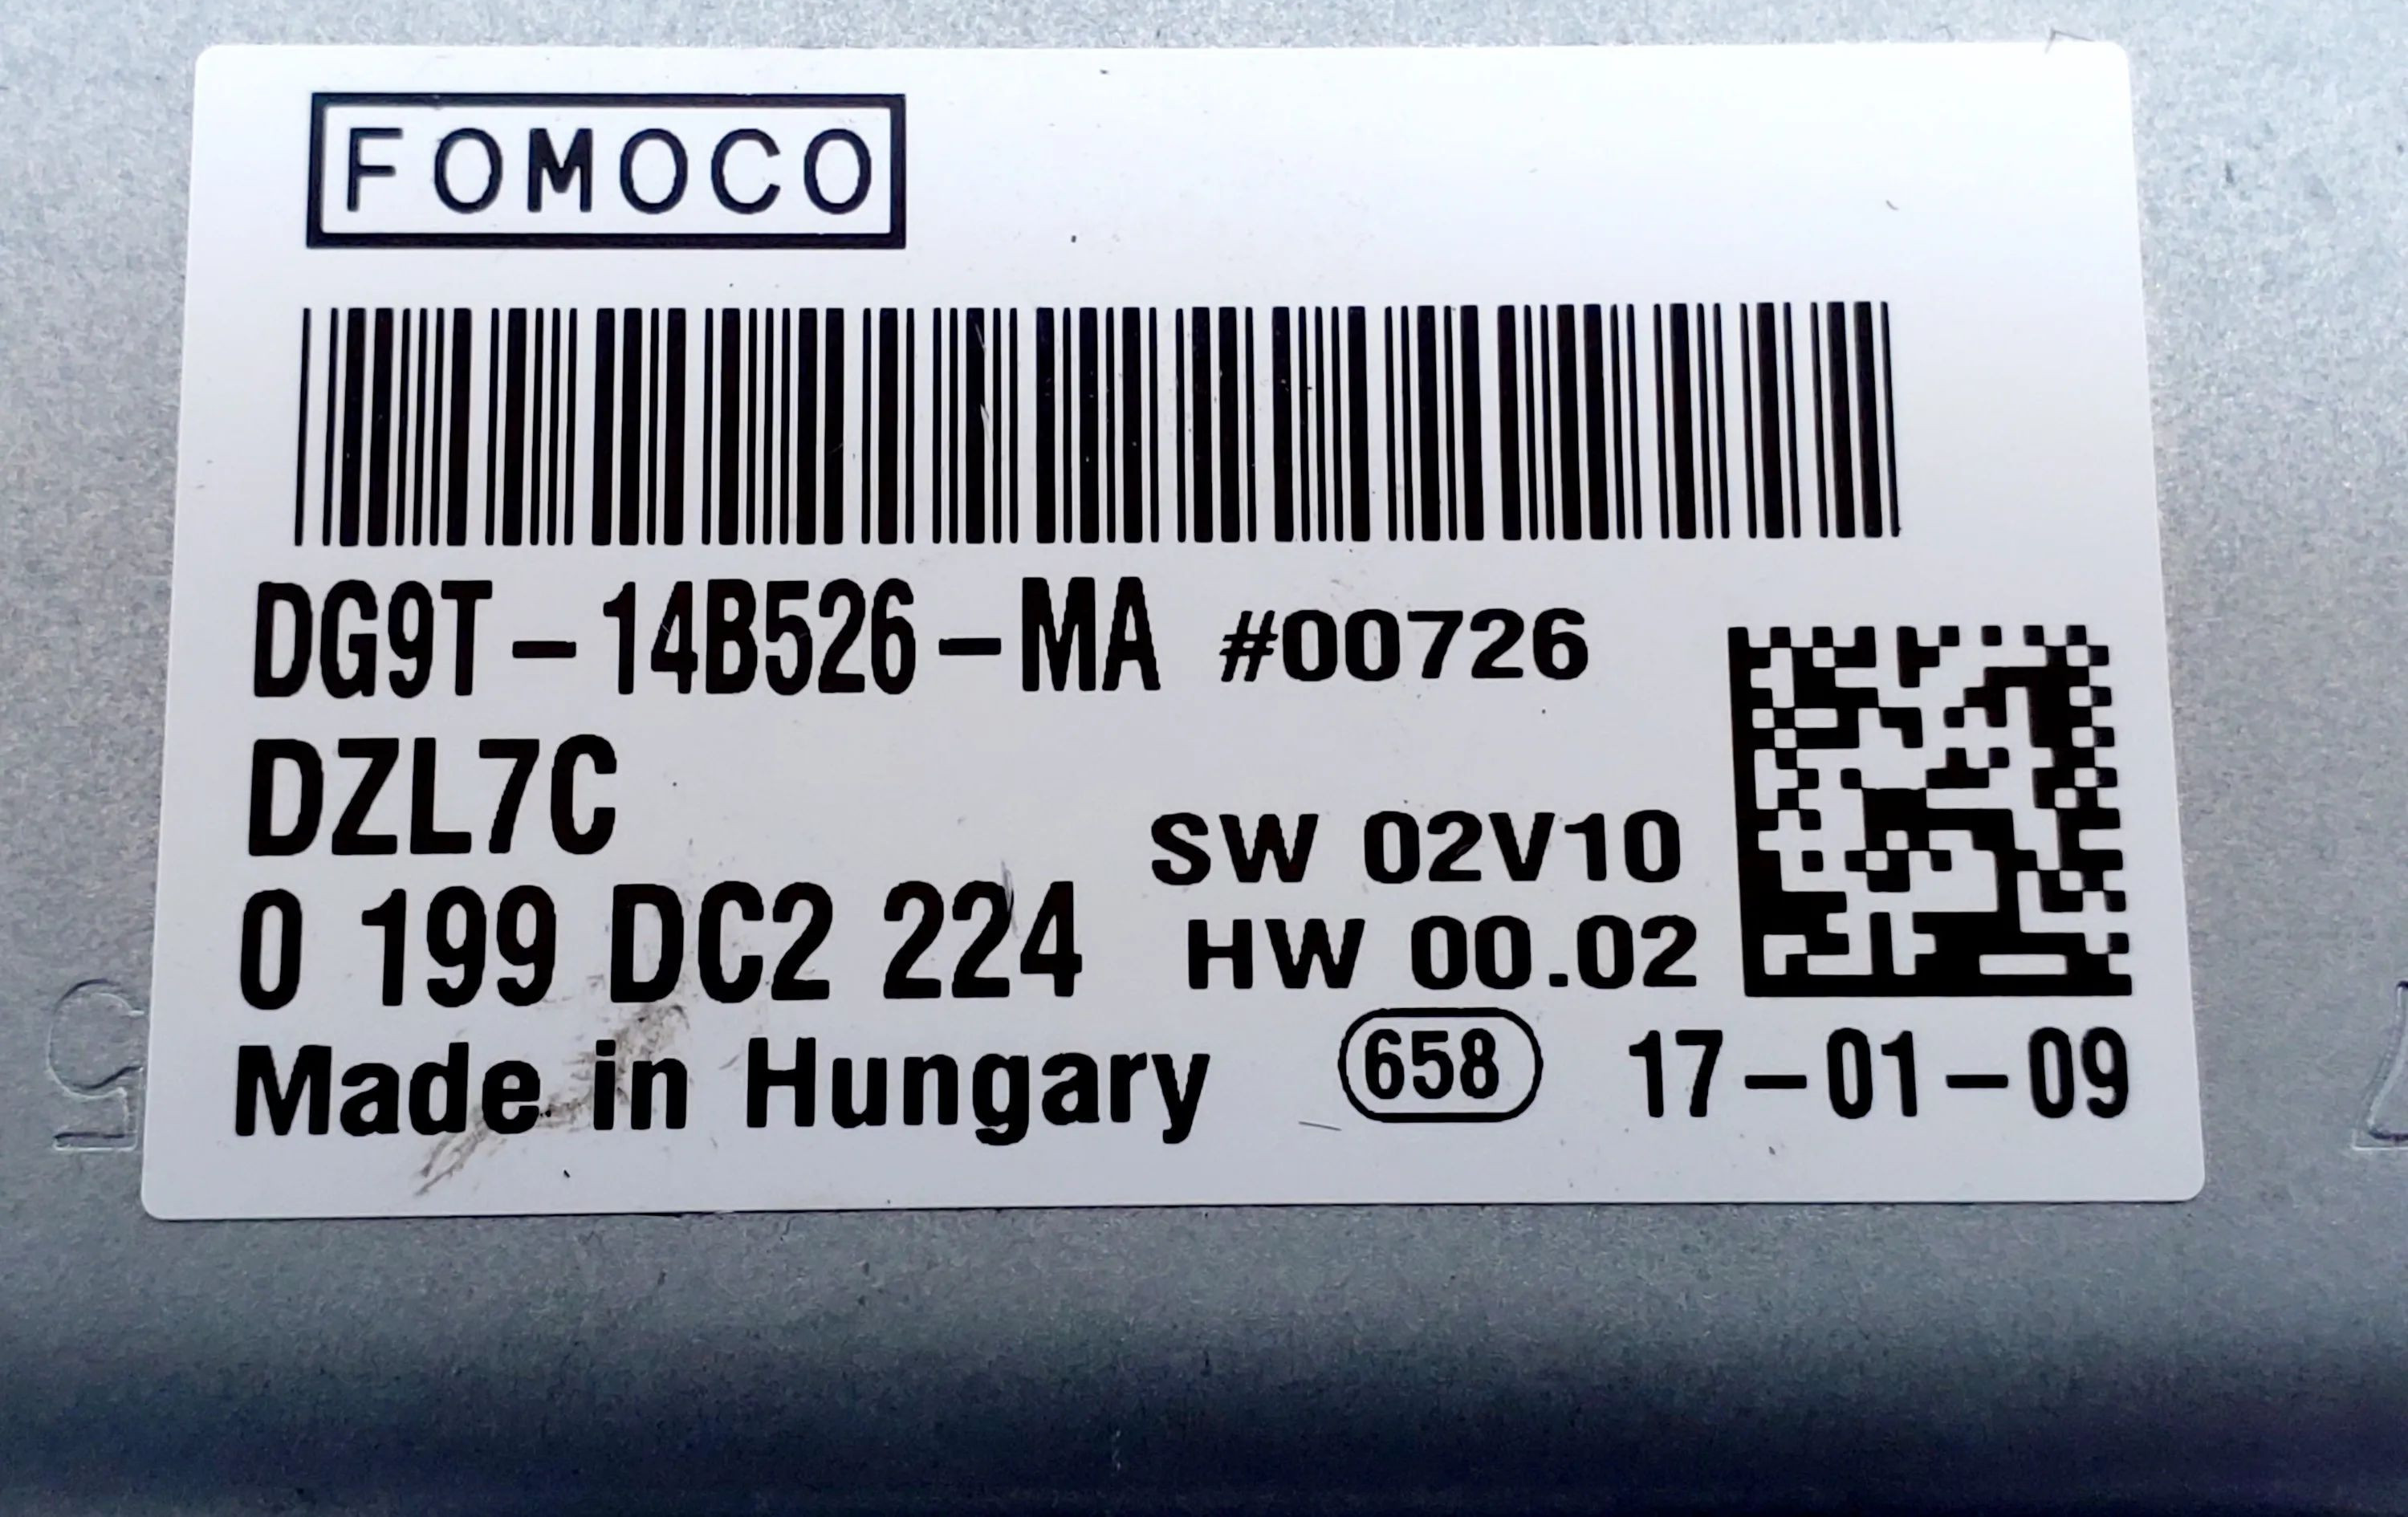 FOMOCO
DG9T-14B526-MA #00726
DZL7C
SW 02V10
0 199 DC2 224
HW 00.02
Made in Hungary 658 17-01-09